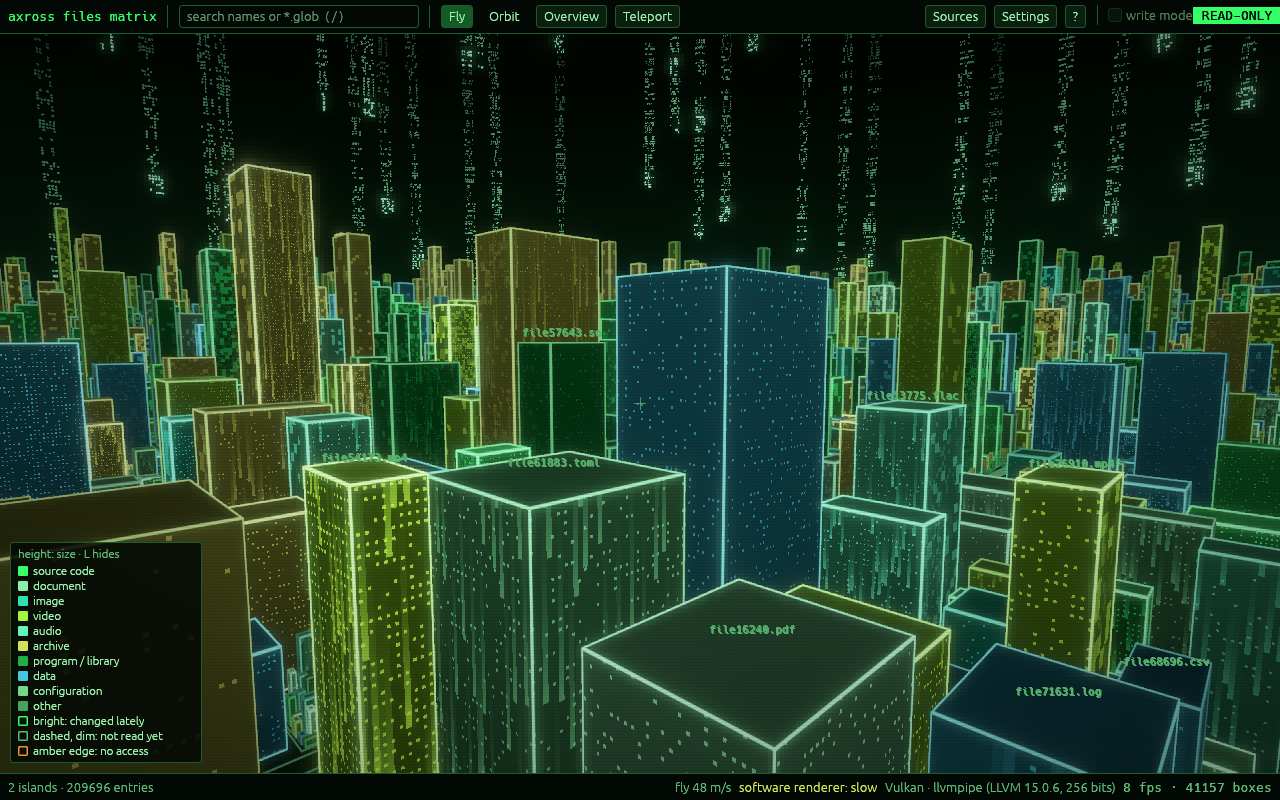 axross files matrix
search names or *.glob (/)
Fly
Orbit
Overview
Teleport
Sources
Settings
?
write mode
READ-ONLY
file13775.flac
file61883.toml
file16240.pdf
file68696.csv
file71631.log
height: size · L hides
source code
document
image
video
audio
archive
program / library
data
configuration
other
bright: changed lately
dashed, dim: not read yet
amber edge: no access
2 islands · 209696 entries
fly 48 m/s
software renderer: slow
Vulkan · llvmpipe (LLVM 15.0.6, 256 bits)
8 fps · 41157 boxes